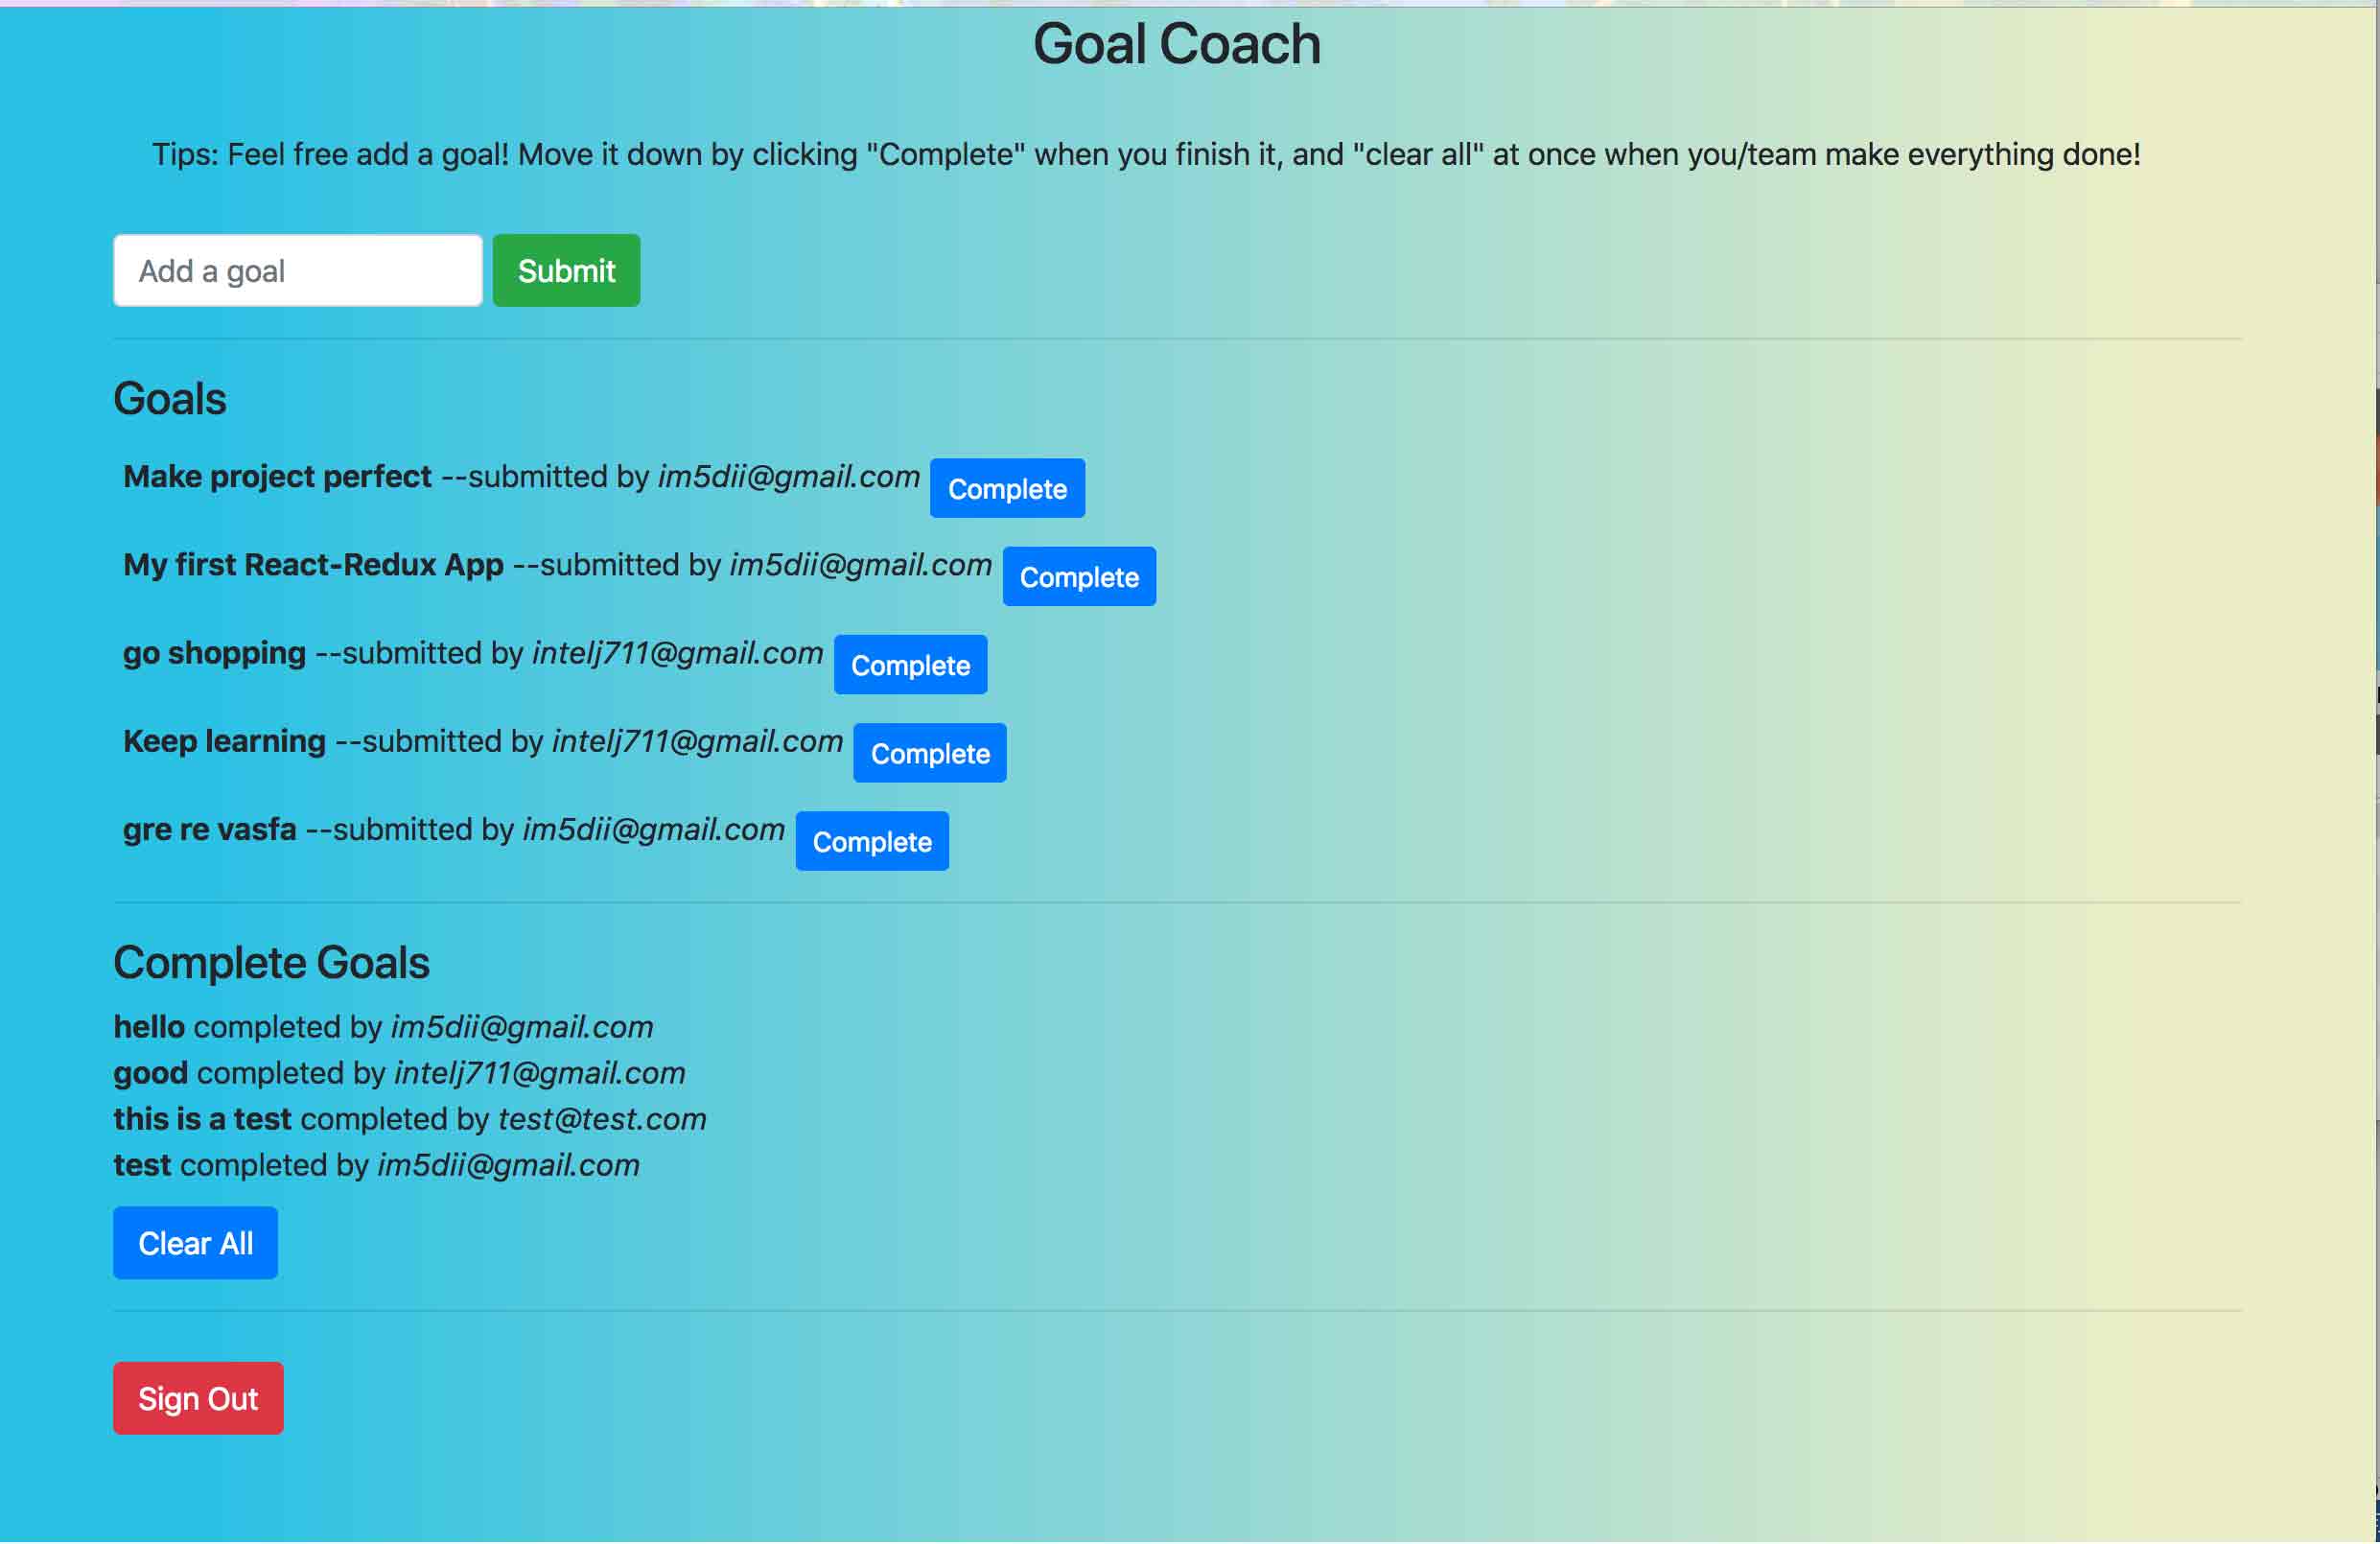 Goal Coach
Tips: Feel free add a goal! Move it down by clicking "Complete" when you finish it, and "clear all" at once when you/team make everything done!
Add a goal Submit
Goals
Make project perfect --submitted by im5dii@gmail.com Complete
My first React-Redux App --submitted by im5dii@gmail.com Complete
go shopping --submitted by intelj711@gmail.com Complete
Keep learning --submitted by intelj711@gmail.com Complete
gre re vasfa --submitted by im5dii@gmail.com Complete
Complete Goals
hello completed by im5dii@gmail.com
good completed by intelj711@gmail.com
this is a test completed by test@test.com
test completed by im5dii@gmail.com
Clear All
Sign Out